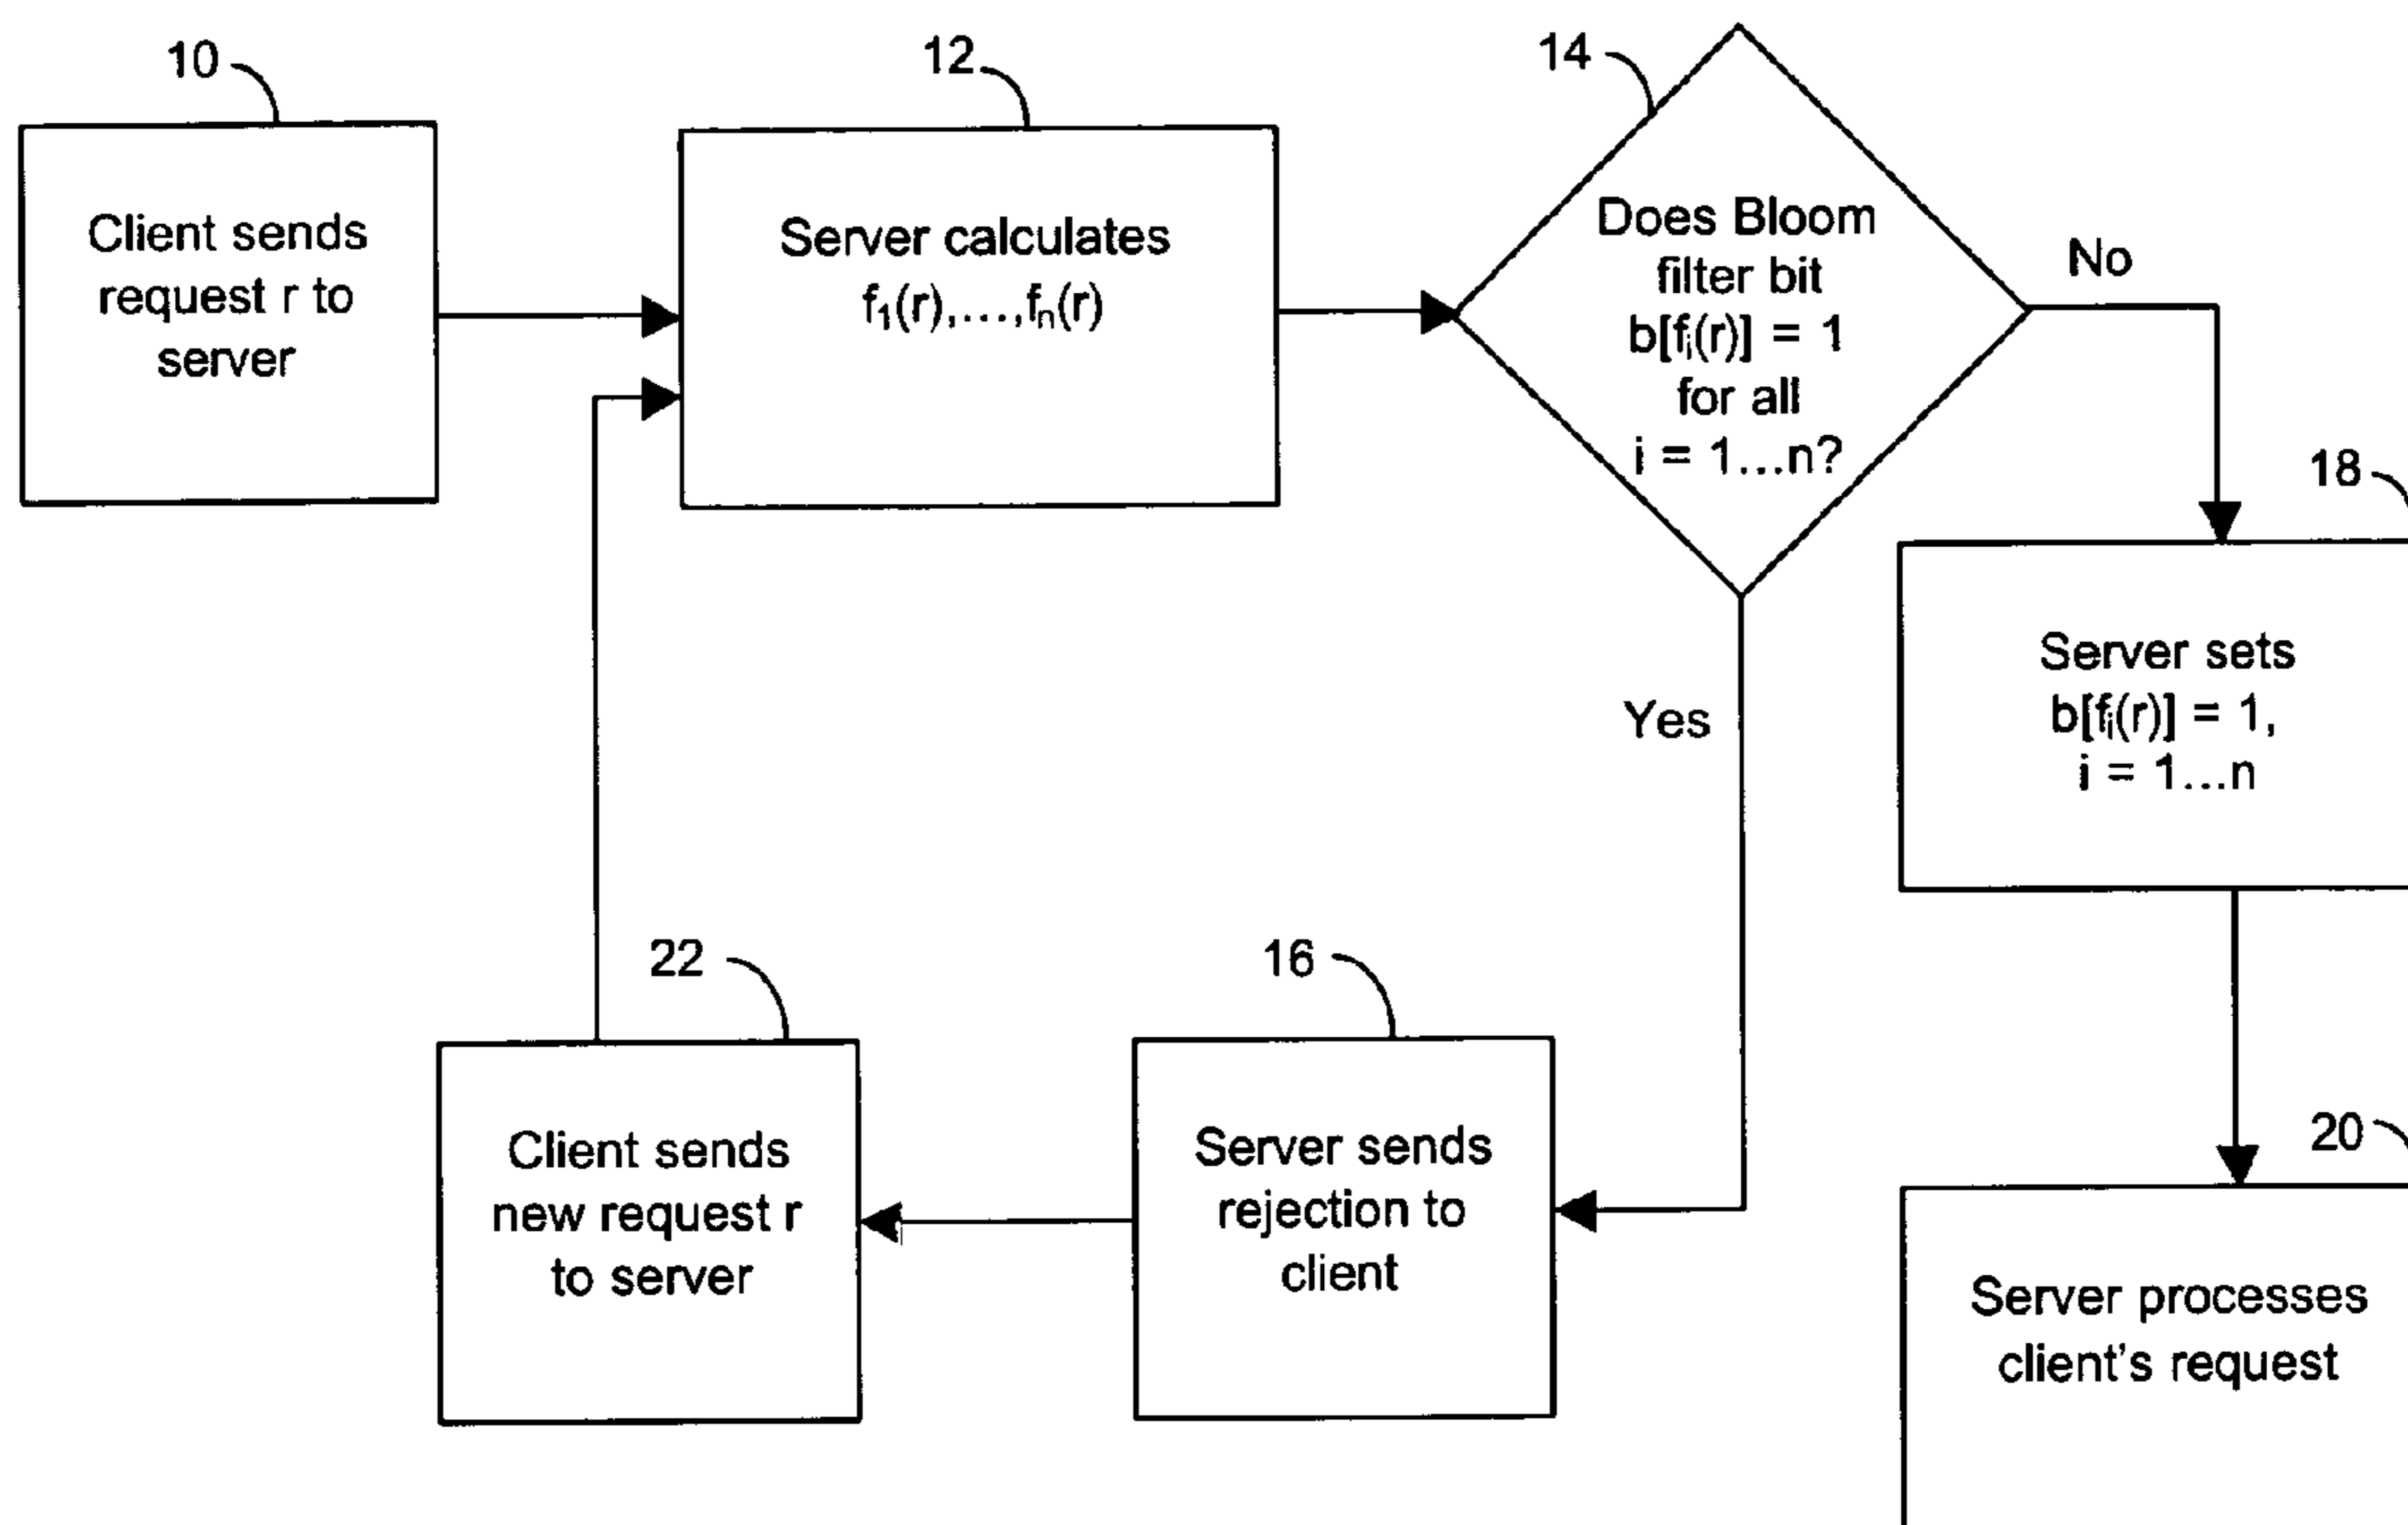 10
Client sends
request r to
server
12
Server calculates
f₁(r),...,fₙ(r)
14
Does Bloom
filter bit
b[fᵢ(r)] = 1
for all
i = 1...n?
No
Yes
18
Server sets
b[fᵢ(r)] = 1,
i = 1...n
22
Client sends
new request r
to server
16
Server sends
rejection to
client
20
Server processes
client's request